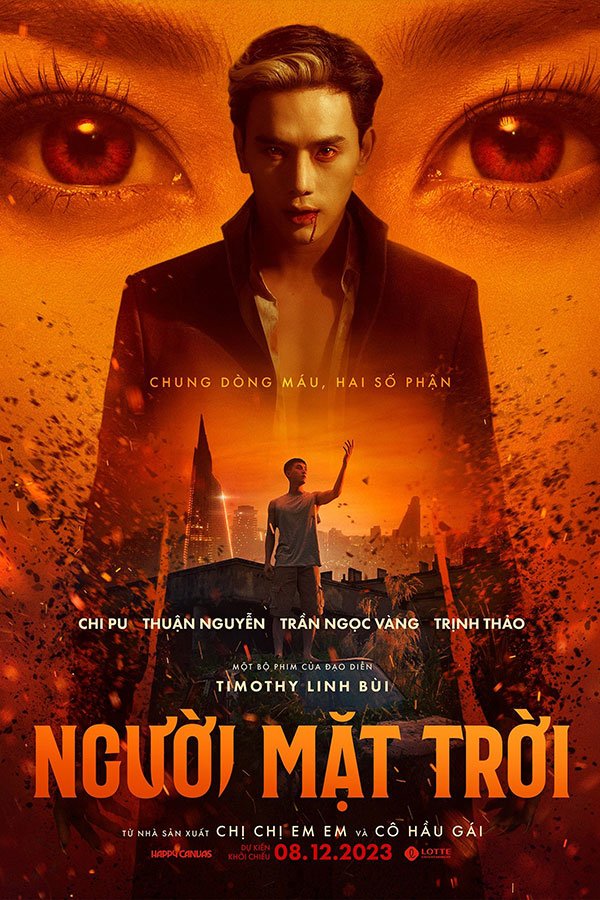 CHUNG DÒNG MÁU, HAI SỐ PHẬN
CHI PU THUẬN NGUYỄN TRẦN NGỌC VÀNG TRỊNH THẢO
MỘT BỘ PHIM CỦA ĐẠO DIỄN
TIMOTHY LINH BÙI
NGƯỜI MẶT TRỜI
TỪ NHÀ SẢN XUẤT CHỊ CHỊ EM EM VÀ CÔ HẦU GÁI
HAPPY CANVAS DỰ KIẾN KHỞI CHIẾU 08.12.2023 LOTTE ENTERTAINMENT